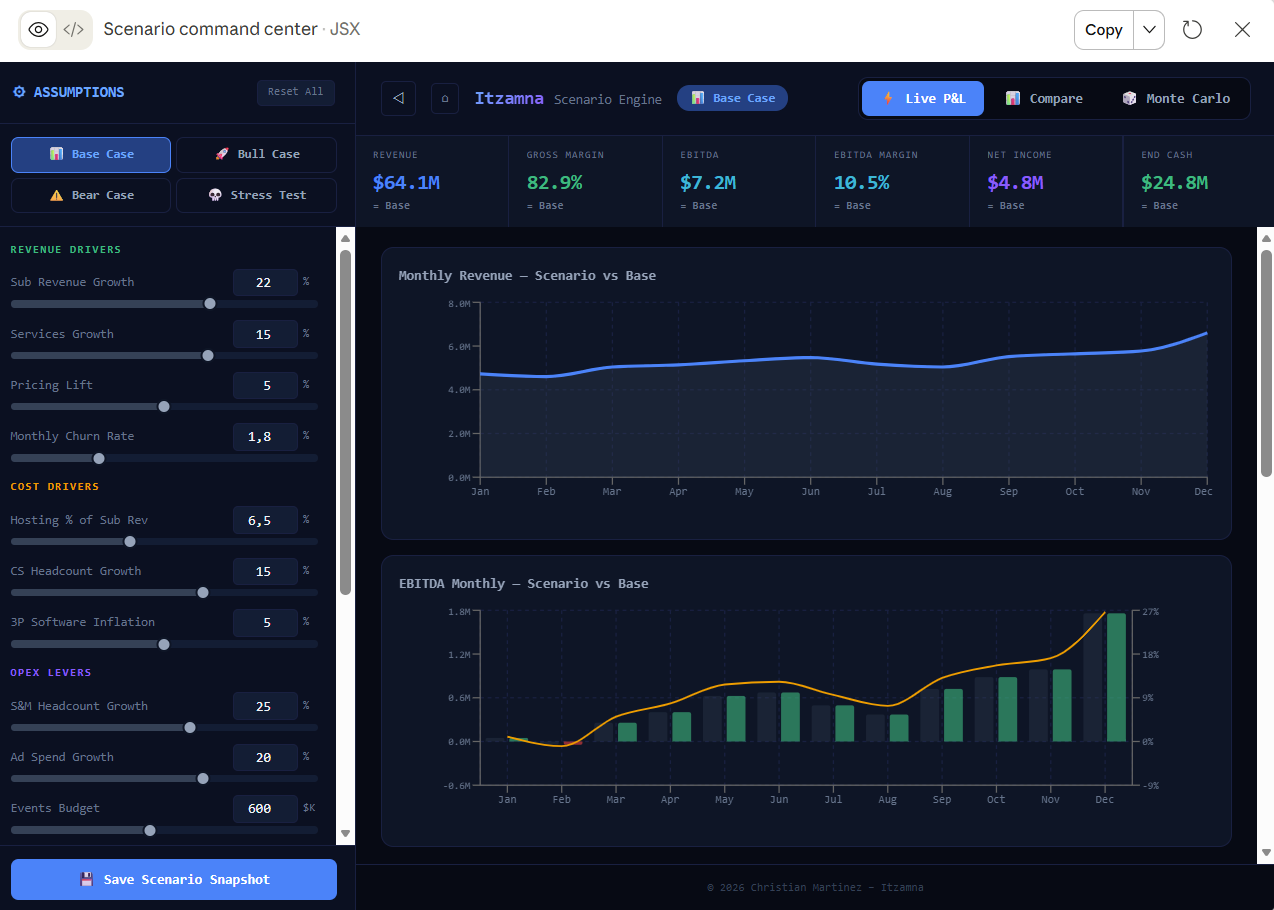 Scenario command center · JSX
Copy
ASSUMPTIONS
Reset All
Base Case
Bull Case
Bear Case
Stress Test
REVENUE DRIVERS
Sub Revenue Growth 22 %
Services Growth 15 %
Pricing Lift 5 %
Monthly Churn Rate 1,8 %
COST DRIVERS
Hosting % of Sub Rev 6,5 %
CS Headcount Growth 15 %
3P Software Inflation 5 %
OPEX LEVERS
S&M Headcount Growth 25 %
Ad Spend Growth 20 %
Events Budget 600 $K
Save Scenario Snapshot
Itzamna Scenario Engine Base Case
Live P&L Compare Monte Carlo
REVENUE GROSS MARGIN EBITDA EBITDA MARGIN NET INCOME END CASH
$64.1M 82.9% $7.2M 10.5% $4.8M $24.8M
= Base = Base = Base = Base = Base = Base
Monthly Revenue — Scenario vs Base
8.0M
6.0M
4.0M
2.0M
0.0M
Jan Feb Mar Apr May Jun Jul Aug Sep Oct Nov Dec
EBITDA Monthly — Scenario vs Base
1.8M 27%
1.2M 18%
0.6M 9%
0.0M 0%
-0.6M -9%
Jan Feb Mar Apr May Jun Jul Aug Sep Oct Nov Dec
© 2026 Christian Martinez – Itzamna